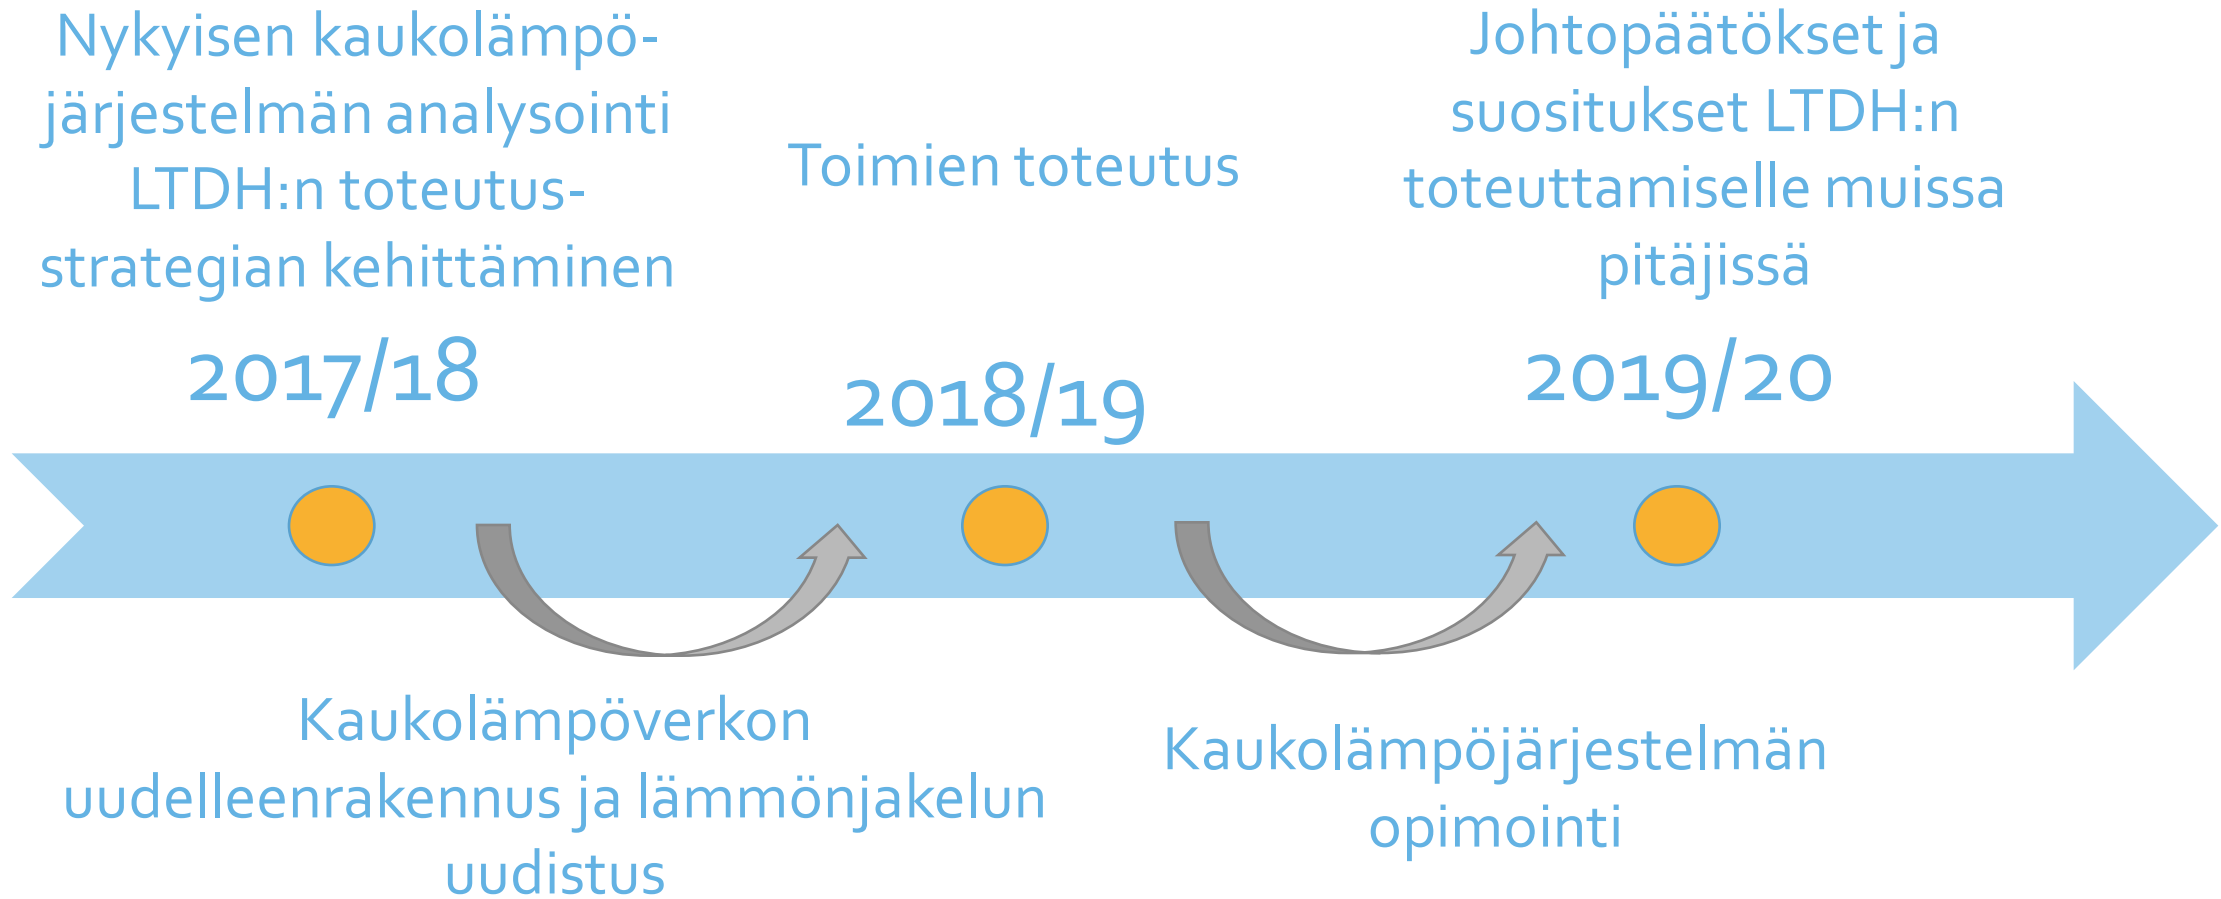 Nykyisen kaukolämpö-
järjestelmän analysointi
LTDH:n toteutus-
strategian kehittäminen
2017/18
Toimien toteutus
2018/19
Johtopäätökset ja
suositukset LTDH:n
toteuttamiselle muissa
pitäjissä
2019/20
Kaukolämpöverkon
uudelleenrakennus ja lämmönjakelun
uudistus
Kaukolämpöjärjestelmän
opimointi